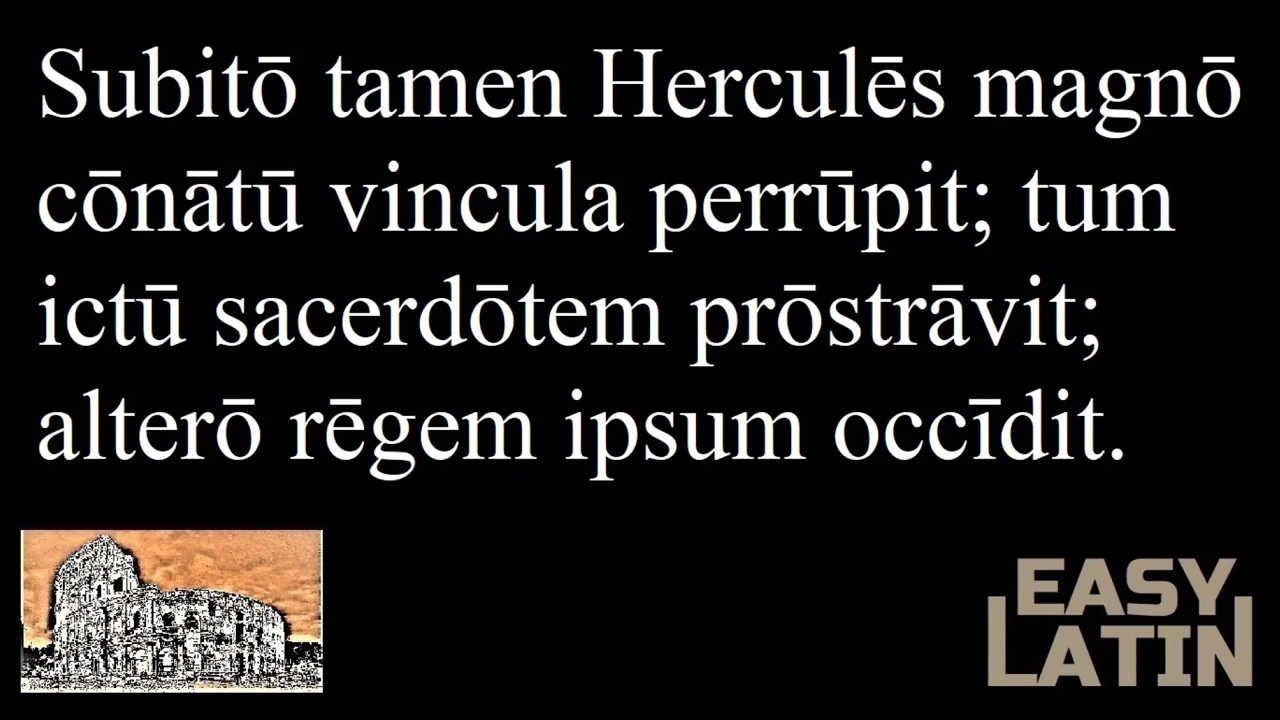 Subitō tamen Herculēs magnō
cōnātū vincula perrūpit; tum
ictū sacerdōtem prōstrāvit;
alterō rēgem ipsum occīdit.
EASY
LATIN